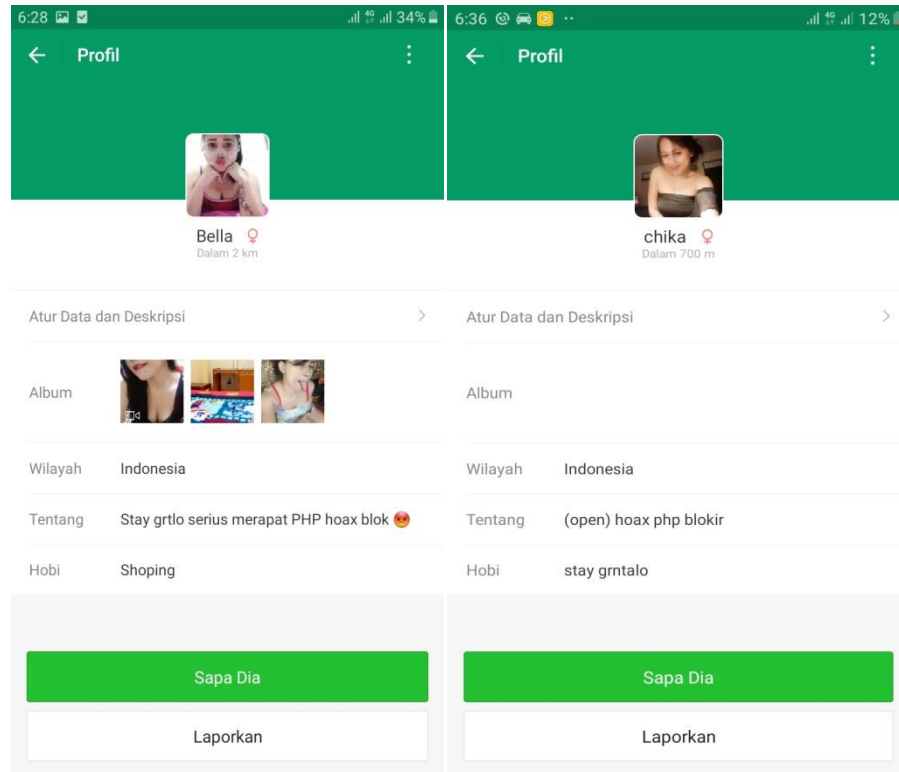 6:28
4G
34%
Profil
Bella
Dalam 2 km
Atur Data dan Deskripsi
Album
Wilayah Indonesia
Tentang Stay grtlo serius merapat PHP hoax blok
Hobi Shoping
Sapa Dia
Laporkan
6:36
4G
12%
Profil
chika
Dalam 700 m
Atur Data dan Deskripsi
Album
Wilayah Indonesia
Tentang (open) hoax php blokir
Hobi stay grntalo
Sapa Dia
Laporkan